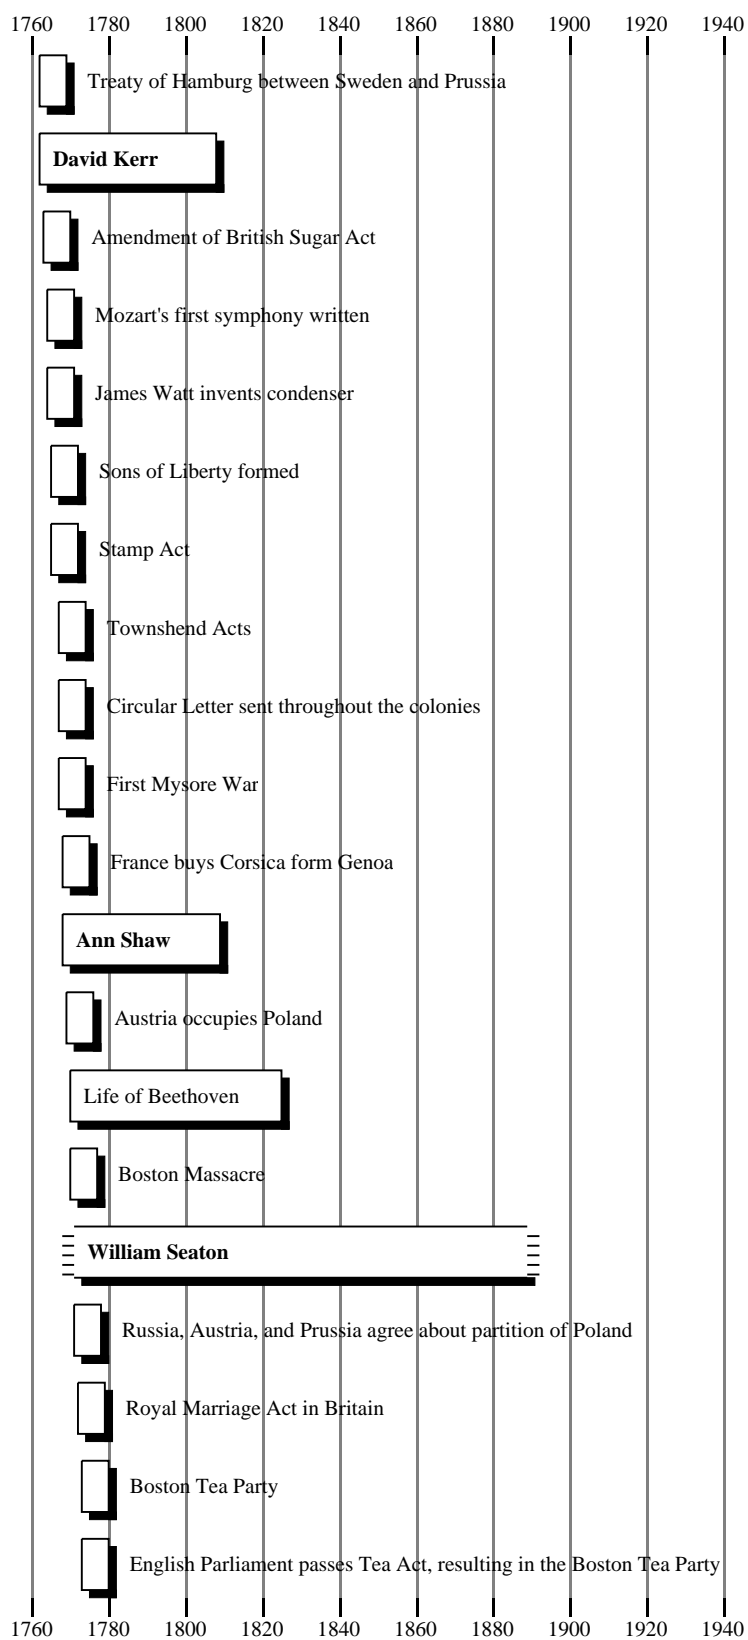 1760 1780 1800 1820 1840 1860 1880 1900 1920 1940
Treaty of Hamburg between Sweden and Prussia
David Kerr
Amendment of British Sugar Act
Mozart's first symphony written
James Watt invents condenser
Sons of Liberty formed
Stamp Act
Townshend Acts
Circular Letter sent throughout the colonies
First Mysore War
France buys Corsica form Genoa
Ann Shaw
Austria occupies Poland
Life of Beethoven
Boston Massacre
William Seaton
Russia, Austria, and Prussia agree about partition of Poland
Royal Marriage Act in Britain
Boston Tea Party
English Parliament passes Tea Act, resulting in the Boston Tea Party
1760 1780 1800 1820 1840 1860 1880 1900 1920 1940